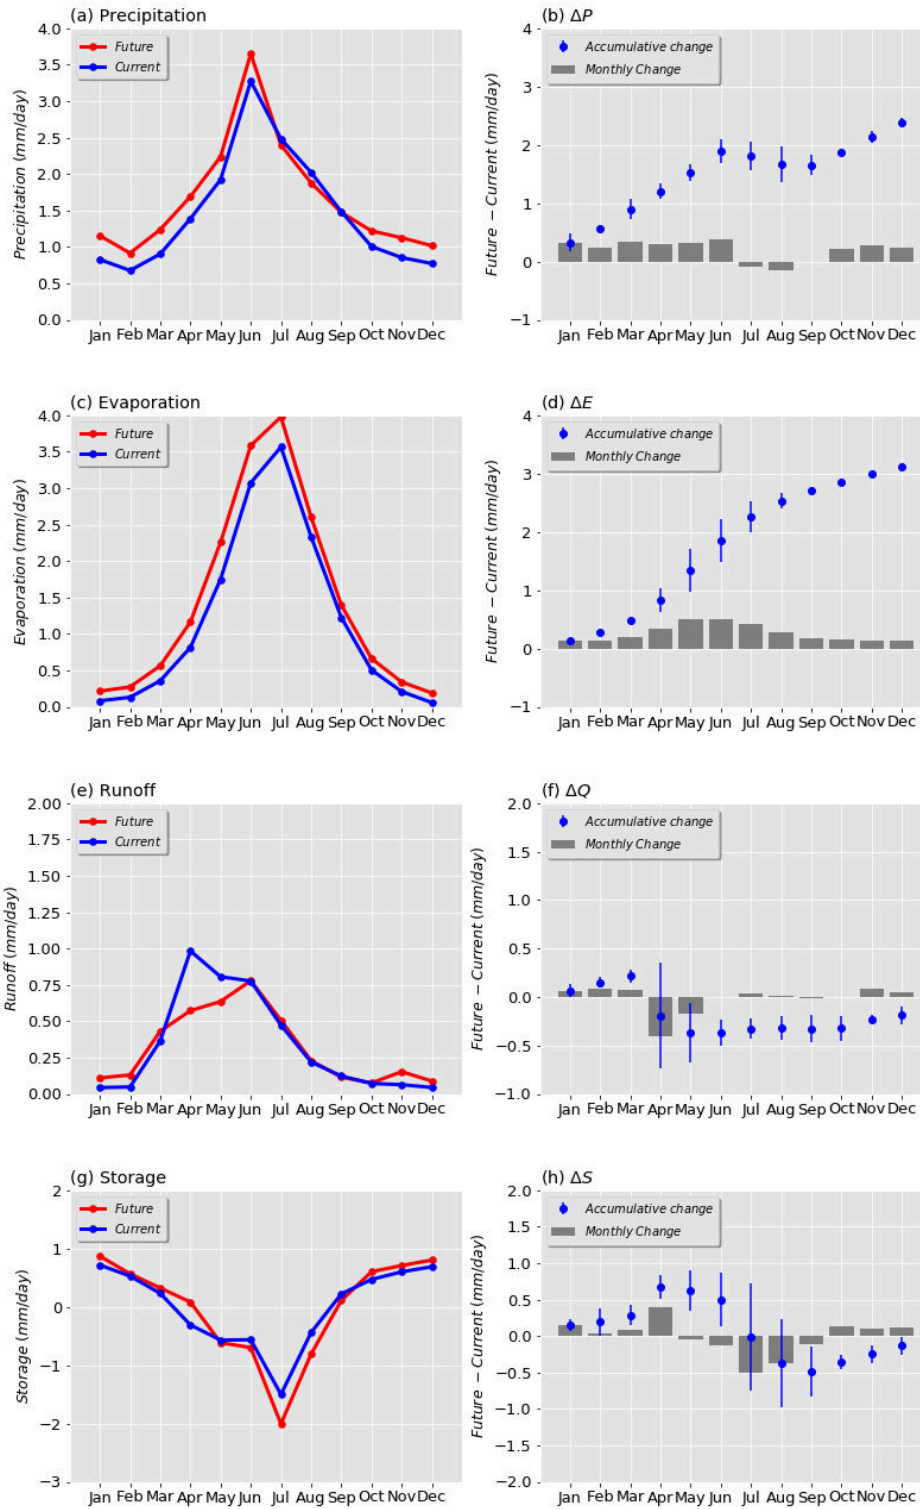 (a) Precipitation
Precipitation (mm/day)
4.0
3.5
3.0
2.5
2.0
1.5
1.0
0.5
0.0
Future
Current
Jan Feb Mar Apr May Jun Jul Aug Sep Oct Nov Dec
(b) ΔP
Future − Current (mm/day)
4
3
2
1
0
−1
Accumulative change
Monthly Change
Jan Feb Mar Apr May Jun Jul Aug Sep Oct Nov Dec
(c) Evaporation
Evaporation (mm/day)
4.0
3.5
3.0
2.5
2.0
1.5
1.0
0.5
0.0
Future
Current
Jan Feb Mar Apr May Jun Jul Aug Sep Oct Nov Dec
(d) ΔE
Future − Current (mm/day)
4
3
2
1
0
−1
Accumulative change
Monthly Change
Jan Feb Mar Apr May Jun Jul Aug Sep Oct Nov Dec
(e) Runoff
Runoff (mm/day)
2.00
1.75
1.50
1.25
1.00
0.75
0.50
0.25
0.00
Future
Current
Jan Feb Mar Apr May Jun Jul Aug Sep Oct Nov Dec
(f) ΔQ
Future − Current (mm/day)
2.0
1.5
1.0
0.5
0.0
−0.5
−1.0
Accumulative change
Monthly Change
Jan Feb Mar Apr May Jun Jul Aug Sep Oct Nov Dec
(g) Storage
Storage (mm/day)
2
1
0
−1
−2
−3
Future
Current
Jan Feb Mar Apr May Jun Jul Aug Sep Oct Nov Dec
(h) ΔS
Future − Current (mm/day)
2.0
1.5
1.0
0.5
0.0
−0.5
−1.0
−1.5
−2.0
Accumulative change
Monthly Change
Jan Feb Mar Apr May Jun Jul Aug Sep Oct Nov Dec